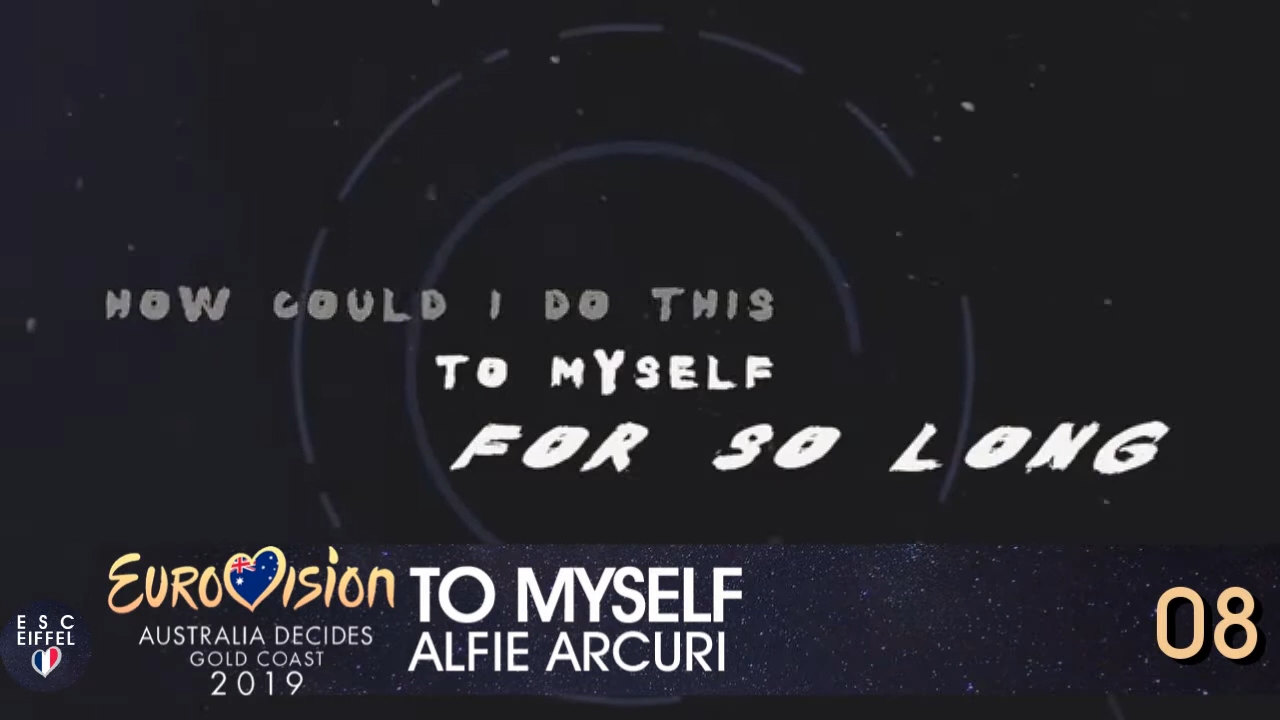 HOW COULD I DO THIS
TO MYSELF
FOR SO LONG
EUROVISION
AUSTRALIA DECIDES
GOLD COAST
2019
TO MYSELF
ALFIE ARCURI
08
ESC
EIFFEL